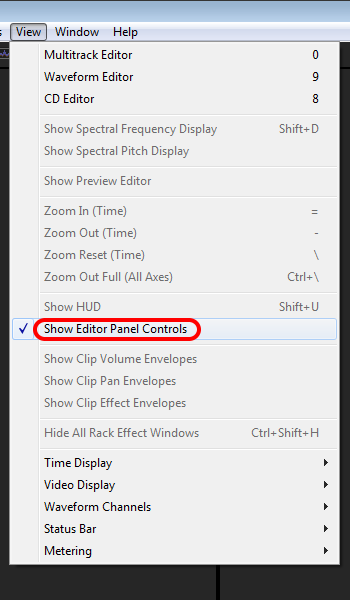 View Window Help
Multitrack Editor 0
Waveform Editor 9
CD Editor 8
Show Spectral Frequency Display Shift+D
Show Spectral Pitch Display
Show Preview Editor
Zoom In (Time) =
Zoom Out (Time) -
Zoom Reset (Time) \
Zoom Out Full (All Axes) Ctrl+\
Show HUD Shift+U
Show Editor Panel Controls
Show Clip Volume Envelopes
Show Clip Pan Envelopes
Show Clip Effect Envelopes
Hide All Rack Effect Windows Ctrl+Shift+H
Time Display
Video Display
Waveform Channels
Status Bar
Metering